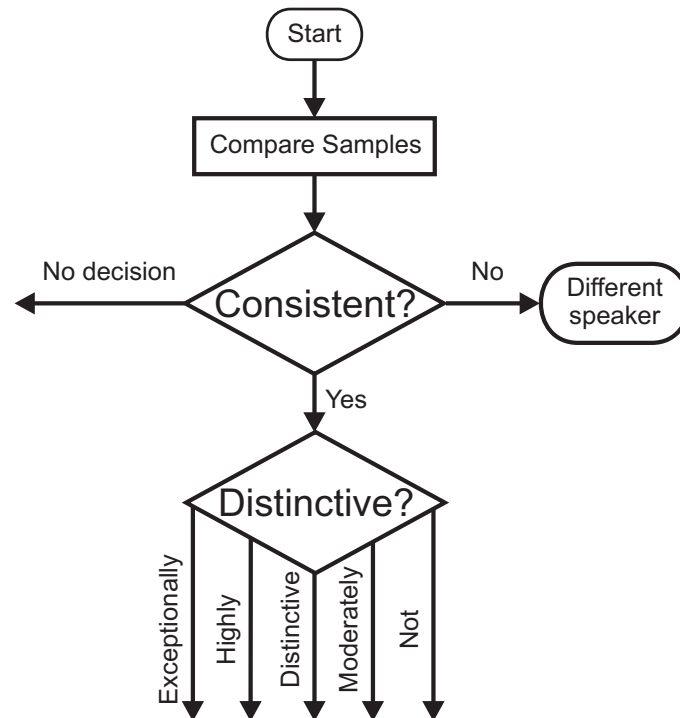 Start
Compare Samples
No decision
Consistent?
No
Different
speaker
Yes
Distinctive?
Exceptionally
Highly
Distinctive
Moderately
Not